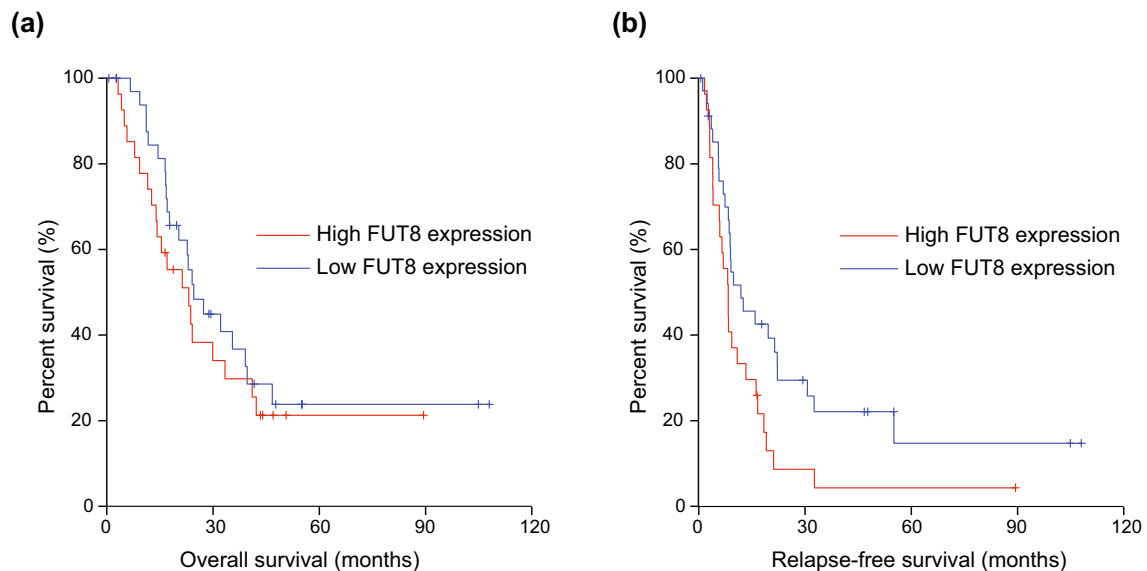 (a)
100
80
60
40
20
0
Percent survival (%)
High FUT8 expression
Low FUT8 expression
0 30 60 90 120
Overall survival (months)
(b)
100
80
60
40
20
0
Percent survival (%)
High FUT8 expression
Low FUT8 expression
0 30 60 90 120
Relapse-free survival (months)